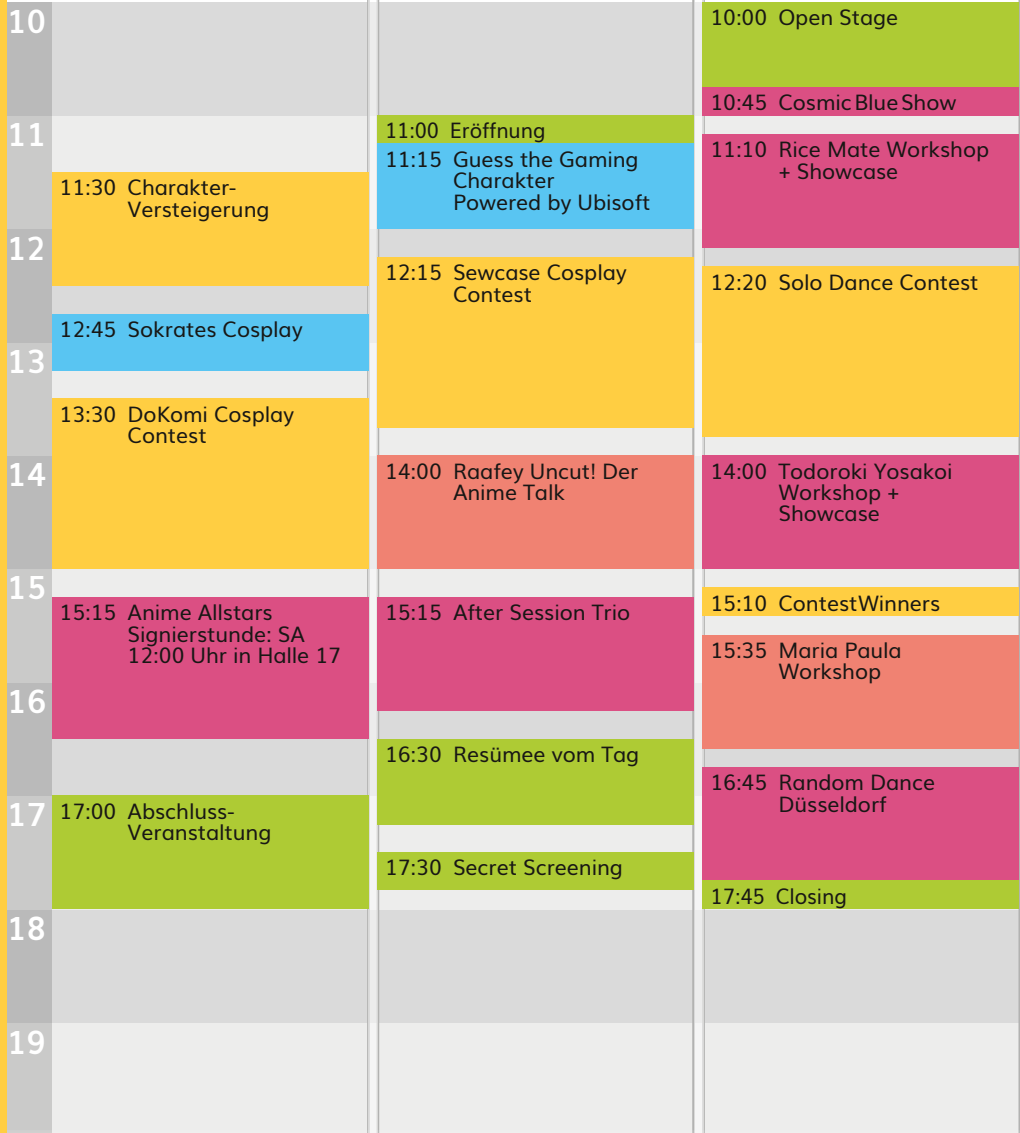 10
11
12
13
14
15
16
17
18
19
11:30 Charakter-
Versteigerung
12:45 Sokrates Cosplay
13:30 DoKomi Cosplay
Contest
15:15 Anime Allstars
Signierstunde: SA
12:00 Uhr in Halle 17
17:00 Abschluss-
Veranstaltung
11:00 Eröffnung
11:15 Guess the Gaming
Charakter
Powered by Ubisoft
12:15 Sewcase Cosplay
Contest
14:00 Raafey Uncut! Der
Anime Talk
15:15 After Session Trio
16:30 Resümee vom Tag
17:30 Secret Screening
10:00 Open Stage
10:45 Cosmic Blue Show
11:10 Rice Mate Workshop
+ Showcase
12:20 Solo Dance Contest
14:00 Todoroki Yosakoi
Workshop +
Showcase
15:10 ContestWinners
15:35 Maria Paula
Workshop
16:45 Random Dance
Düsseldorf
17:45 Closing